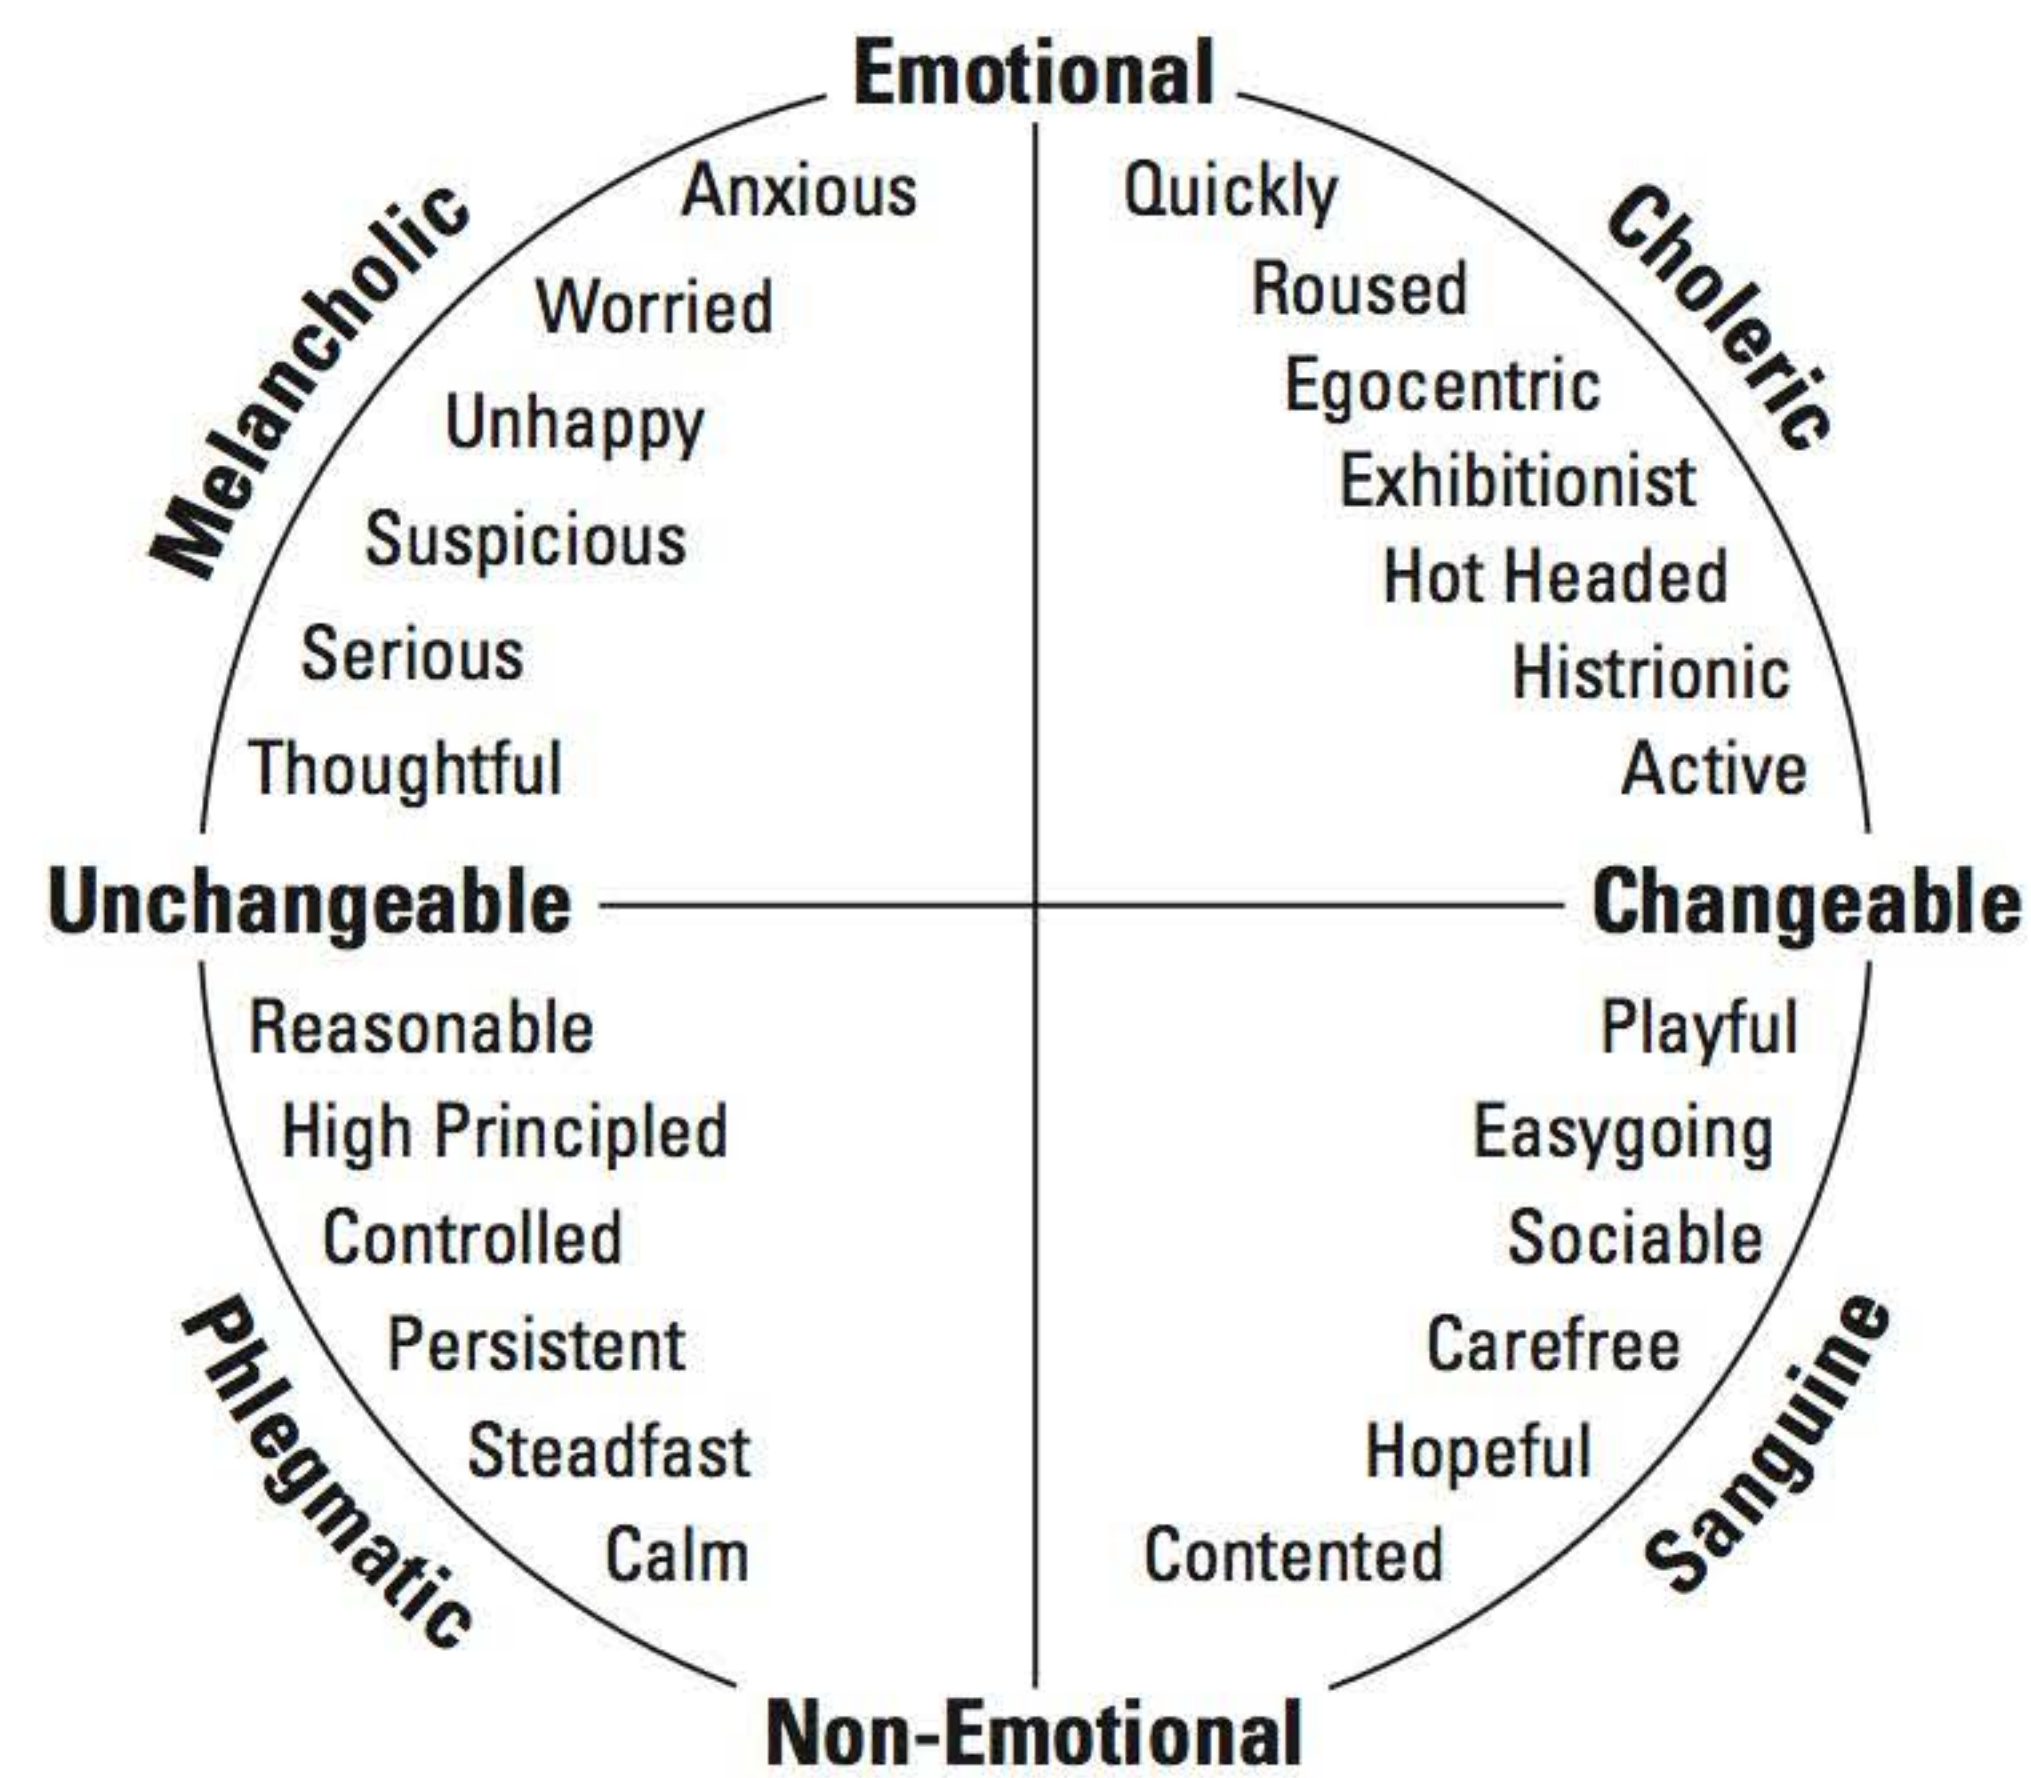 Emotional
Melancholic
Anxious
Worried
Unhappy
Suspicious
Serious
Thoughtful
Choleric
Quickly
Roused
Egocentric
Exhibitionist
Hot Headed
Histrionic
Active
Unchangeable
Changeable
Reasonable
High Principled
Controlled
Persistent
Steadfast
Calm
Phlegmatic
Playful
Easygoing
Sociable
Carefree
Hopeful
Contented
Sanguine
Non-Emotional